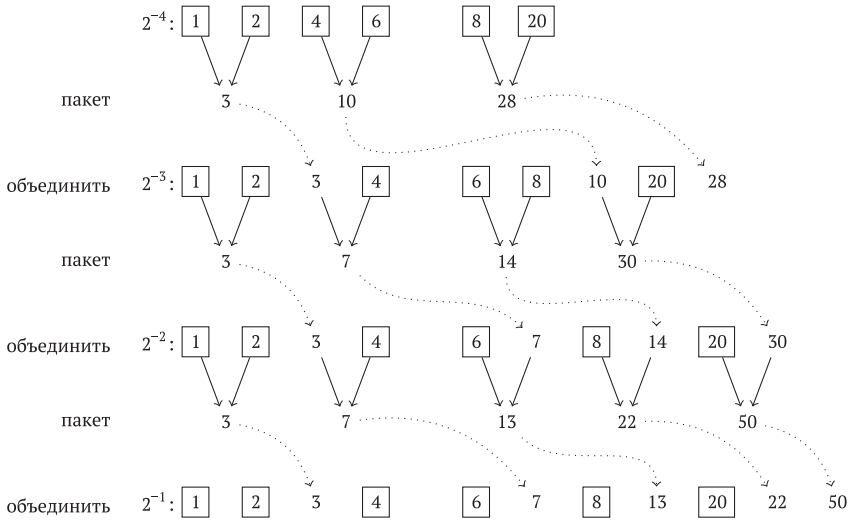 2⁻⁴: 1 2 4 6 8 20
пакет 3 10 28
объединить 2⁻³: 1 2 3 4 6 8 10 20 28
пакет 3 7 14 30
объединить 2⁻²: 1 2 3 4 6 7 8 14 20 30
пакет 3 7 13 22 50
объединить 2⁻¹: 1 2 3 4 6 7 8 13 20 22 50